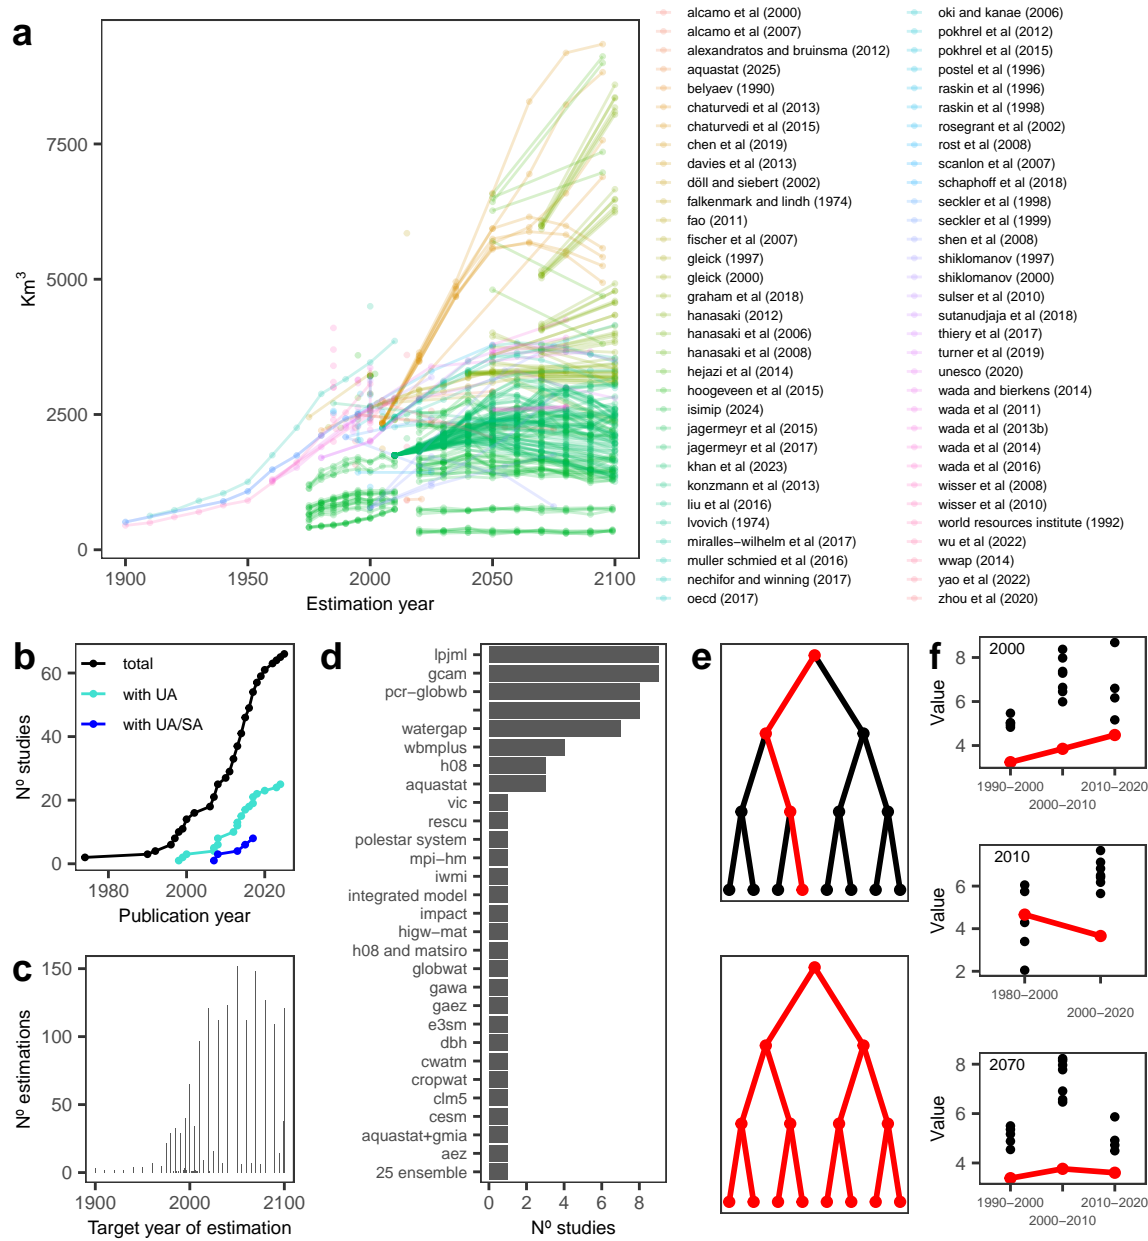 a
7500
5000
2500
0
Km³
1900
1950
2000
2050
2100
Estimation year
alcamo et al (2000)
alcamo et al (2007)
alexandratos and bruinsma (2012)
aquastat (2025)
belyaev (1990)
chaturvedi et al (2013)
chaturvedi et al (2015)
chen et al (2019)
davies et al (2013)
döll and siebert (2002)
falkenmark and lindh (1974)
fao (2011)
fischer et al (2007)
gleick (1997)
gleick (2000)
graham et al (2018)
hanasaki (2012)
hanasaki et al (2006)
hanasaki et al (2008)
hejazi et al (2014)
hoogeveen et al (2015)
isimip (2024)
jagermeyr et al (2015)
jagermeyr et al (2017)
khan et al (2023)
konzmann et al (2013)
liu et al (2016)
lvovich (1974)
miralles−wilhelm et al (2017)
muller schmied et al (2016)
nechifor and winning (2017)
oecd (2017)
oki and kanae (2006)
pokhrel et al (2012)
pokhrel et al (2015)
postel et al (1996)
raskin et al (1996)
raskin et al (1998)
rosegrant et al (2002)
rost et al (2008)
scanlon et al (2007)
schaphoff et al (2018)
seckler et al (1998)
seckler et al (1999)
shen et al (2008)
shiklomanov (1997)
shiklomanov (2000)
sulser et al (2010)
sutanudjaja et al (2018)
thiery et al (2017)
turner et al (2019)
unesco (2020)
wada and bierkens (2014)
wada et al (2011)
wada et al (2013b)
wada et al (2014)
wada et al (2016)
wisser et al (2008)
wisser et al (2010)
world resources institute (1992)
wu et al (2022)
wwap (2014)
yao et al (2022)
zhou et al (2020)
b
total
with UA
with UA/SA
60
40
20
0
Nº studies
1980
2000
2020
Publication year
c
150
100
50
0
Nº estimations
1900
2000
2100
Target year of estimation
d
lpjml
gcam
pcr−globwb
watergap
wbmplus
h08
aquastat
vic
rescu
polestar system
mpi−hm
iwmi
integrated model
impact
higw−mat
h08 and matsiro
globwat
gawa
gaez
e3sm
dbh
cwatm
cropwat
clm5
cesm
aquastat+gmia
aez
25 ensemble
0
2
4
6
8
Nº studies
e
f
2000
8
6
4
Value
1990−2000
2000−2010
2010−2020
2010
6
4
2
Value
1980−2000
2000−2020
2070
8
6
4
Value
1990−2000
2000−2010
2010−2020